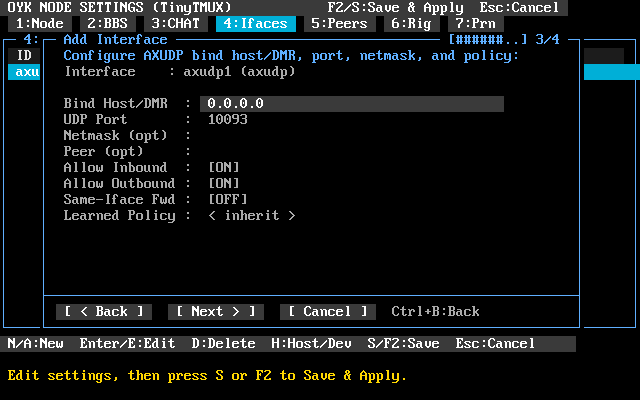 OYK NODE SETTINGS (TinyTMUX) F2/S:Save & Apply Esc:Cancel
1:Node 2:BBS 3:CHAT 4:Ifaces 5:Peers 6:Rig 7:Prn
4: Add Interface [######..] 3/4
ID Configure AXUDP bind host/DMR, port, netmask, and policy:
axu Interface : axudp1 (axudp)
Bind Host/DMR : 0.0.0.0
UDP Port : 10093
Netmask (opt) :
Peer (opt) :
Allow Inbound : [ON]
Allow Outbound : [ON]
Same-Iface Fwd : [OFF]
Learned Policy : < inherit >
[ < Back ] [ Next > ] [ Cancel ] Ctrl+B:Back
N/A:New Enter/E:Edit D:Delete H:Host/Dev S/F2:Save Esc:Cancel
Edit settings, then press S or F2 to Save & Apply.